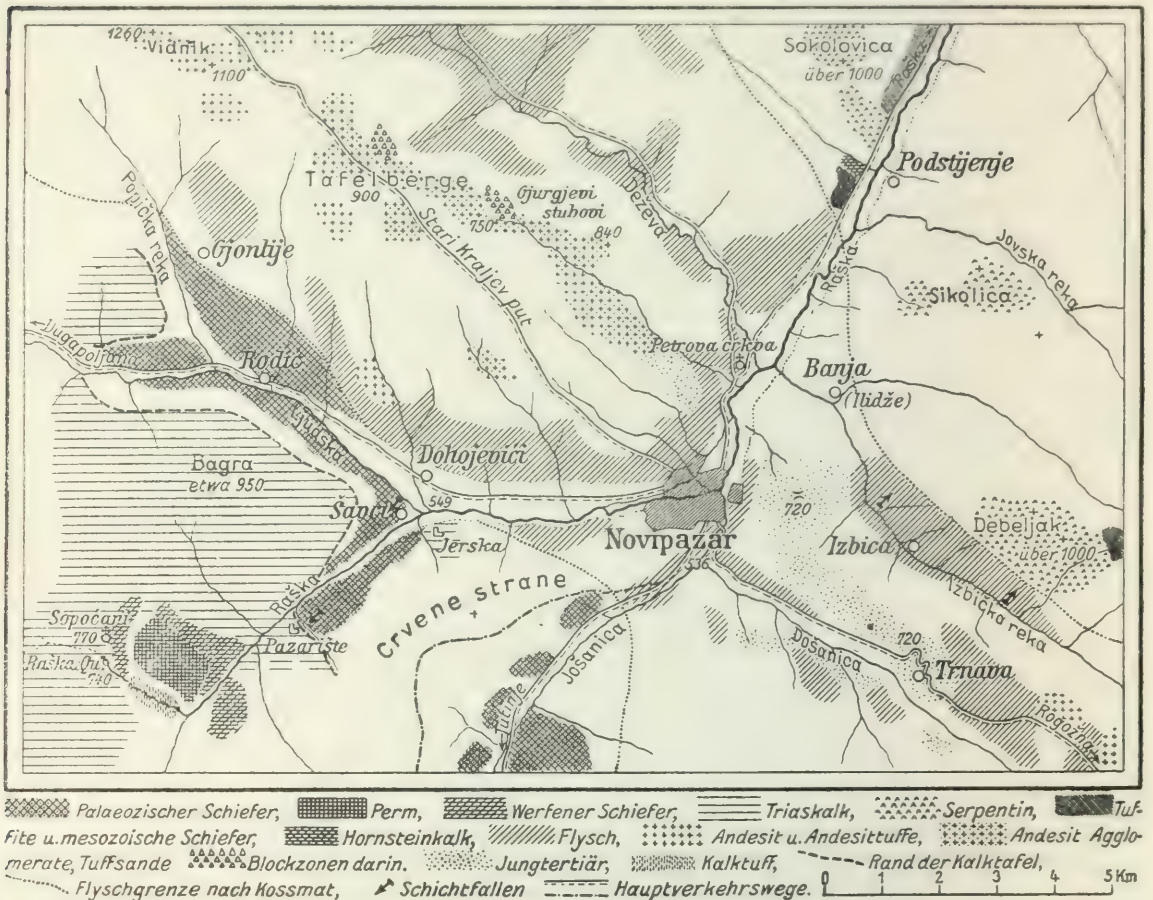 1260
Vidnik
1100
Sokolovica
über 1000
Raška
Podstijenje
Tafelberge
900
Gjurgjevi
stubovi
750
840
Deževa
Popička reka
Gjontije
Stari Kraljev put
Raška
Jovska reka
Sikolica
Dugapoljana
Rodić
Petrova crkva
Banja
(Ilidže)
Ljudska
Bagra
etwa 950
Dohojevići
549
Šanci
Jerska
Novipazar
536
720
Izbica
Debeljak
über 1000
Izbička reka
Raška
Crvene strane
Sopoćani
770
Pazarište
740
Jošanica
Došanica
720
Trnava
Rogozna
Palaeozischer Schiefer, Perm, Werfener Schiefer, Triaskalk, Serpentin, Tuf-
fite u. mesozoische Schiefer, Hornsteinkalk, Flysch, Andesit u. Andesittuffe, Andesit Agglo-
merate, Tuffsande Blockzonen darin. Jungtertiär, Kalktuff, Rand der Kalktafel,
Flyschgrenze nach Kossmat, Schichtfallen Hauptverkehrswege. 0 1 2 3 4 5 Km